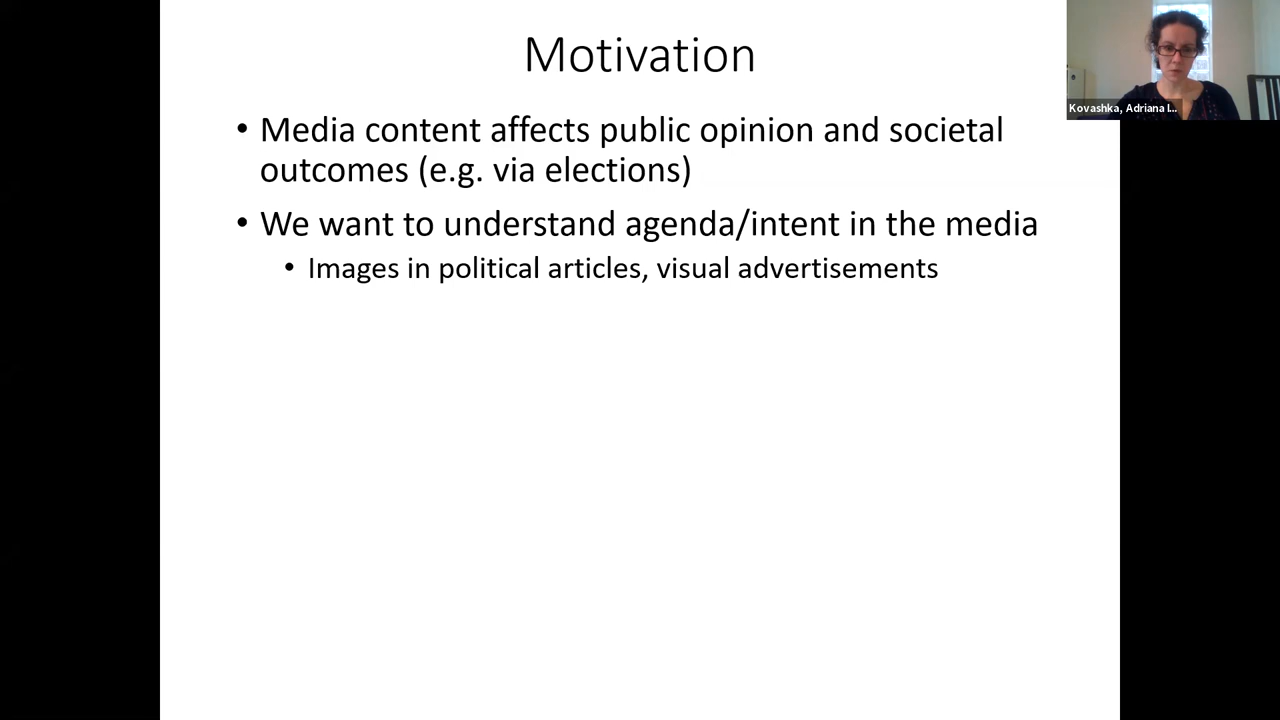 Motivation
• Media content affects public opinion and societal
outcomes (e.g. via elections)
• We want to understand agenda/intent in the media
• Images in political articles, visual advertisements
Kovashka, Adriana I...